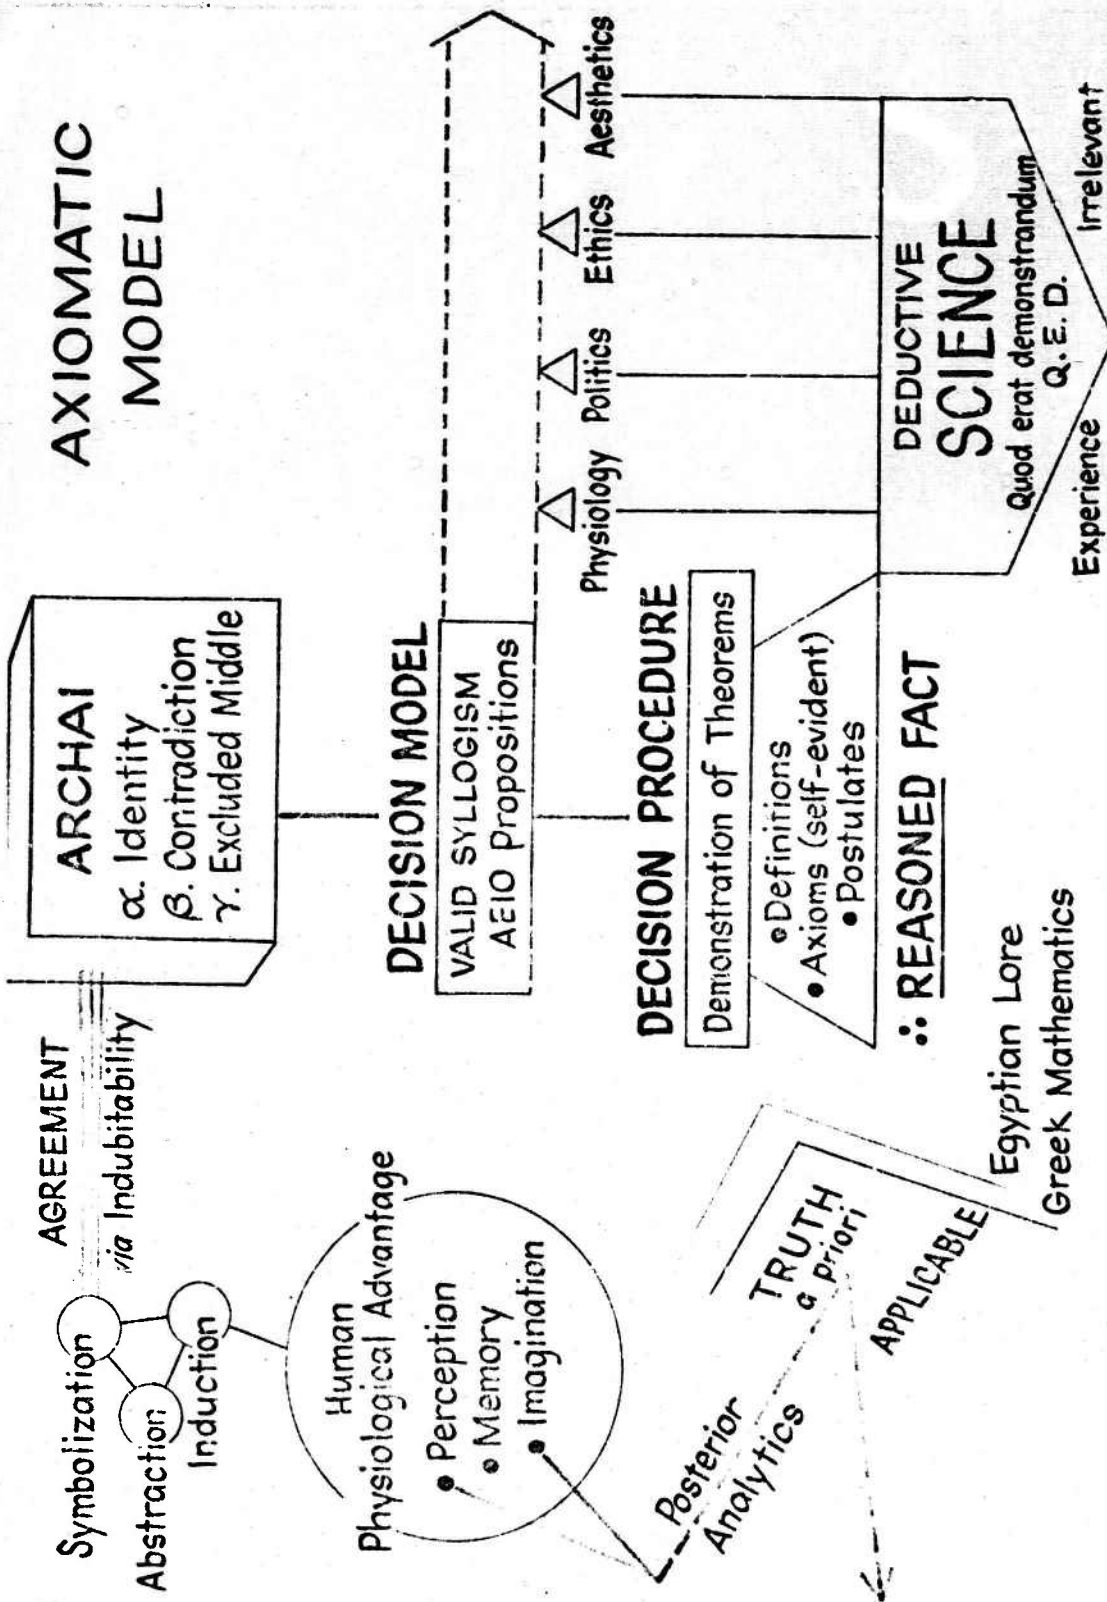 AXIOMATIC
MODEL
Symbolization
Abstraction
Induction
AGREEMENT
via Indubitability
ARCHAI
α. Identity
β. Contradiction
γ. Excluded Middle
Human
Physiological Advantage
• Perception
• Memory
• Imagination
DECISION MODEL
VALID SYLLOGISM
AEIO Propositions
Physiology
Politics
Ethics
Aesthetics
DECISION PROCEDURE
Demonstration of Theorems
• Definitions
• Axioms (self-evident)
• Postulates
∴ REASONED FACT
Posterior
Analytics
TRUTH
a priori
APPLICABLE
Egyptian Lore
Greek Mathematics
DEDUCTIVE
SCIENCE
Quod erat demonstrandum
Q. E. D.
Experience
Irrelevant